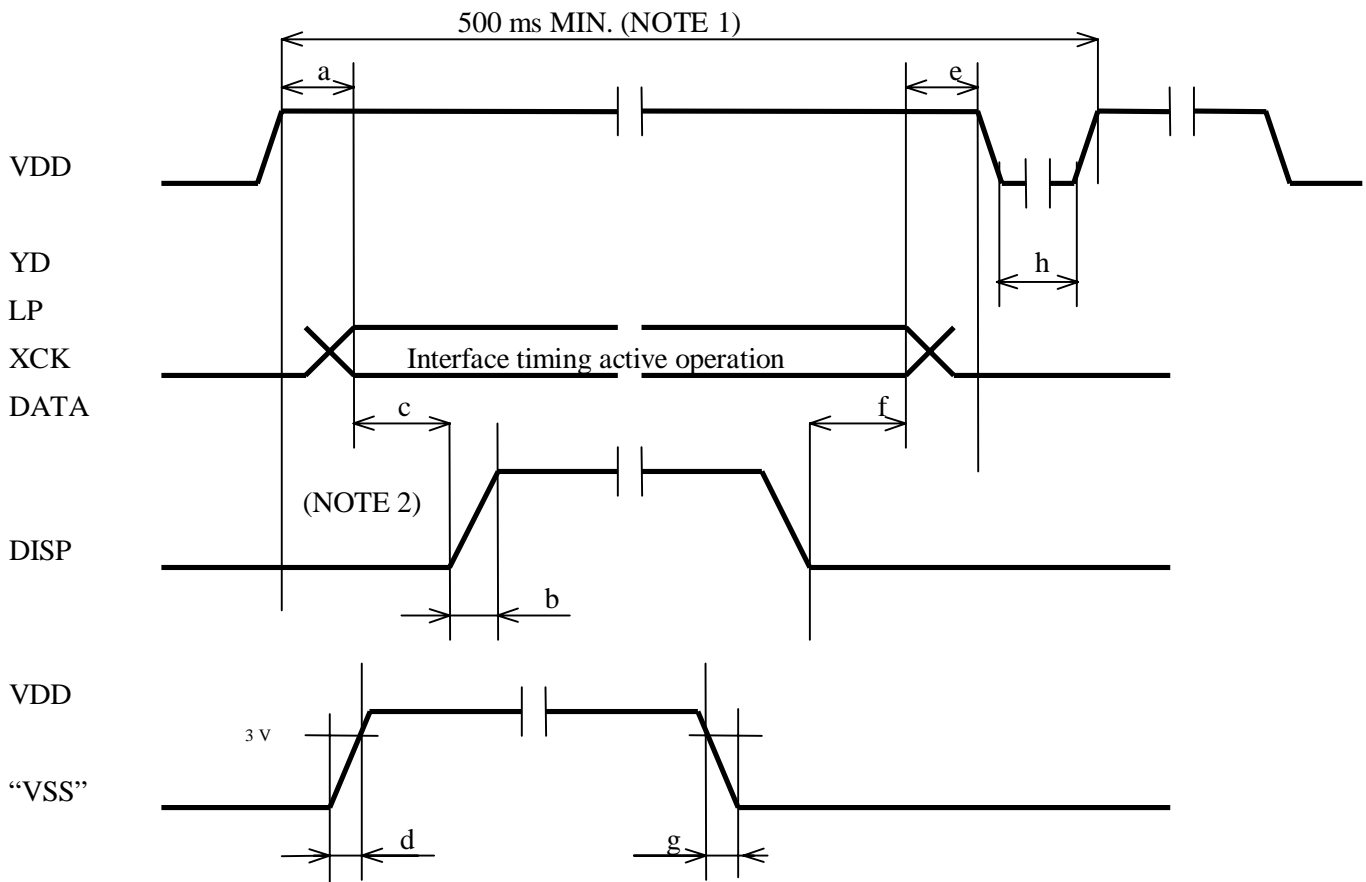 500 ms MIN. (NOTE 1)
a
e
VDD
YD
h
LP
XCK
Interface timing active operation
DATA
c
f
(NOTE 2)
DISP
b
VDD
3 V
“VSS”
d
g